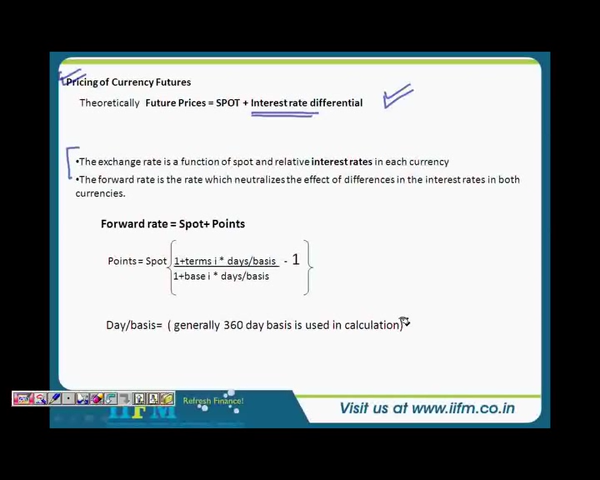 Pricing of Currency Futures
Theoretically Future Prices = SPOT + Interest rate differential
•The exchange rate is a function of spot and relative interest rates in each currency
•The forward rate is the rate which neutralizes the effect of differences in the interest rates in both
currencies.
Forward rate = Spot+ Points
Points = Spot { 1+terms i * days/basis - 1 }
1+base i * days/basis
Day/basis= ( generally 360 day basis is used in calculation)
Refresh Finance!
IIFM
Visit us at www.iifm.co.in